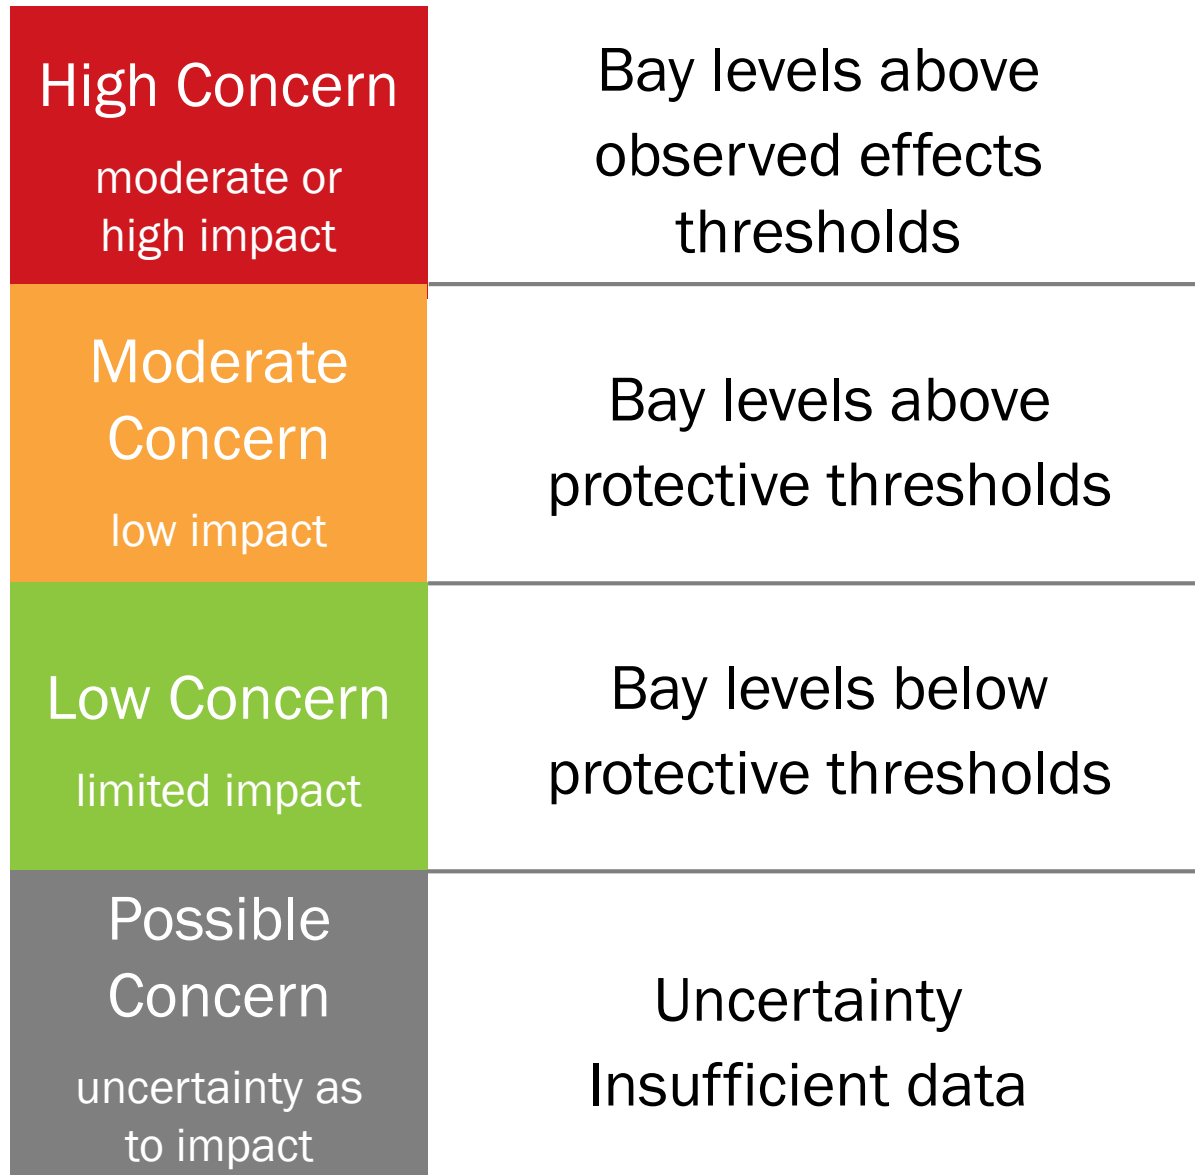 High Concern
moderate or
high impact
Bay levels above
observed effects
thresholds
Moderate
Concern
low impact
Bay levels above
protective thresholds
Low Concern
limited impact
Bay levels below
protective thresholds
Possible
Concern
uncertainty as
to impact
Uncertainty
Insufficient data